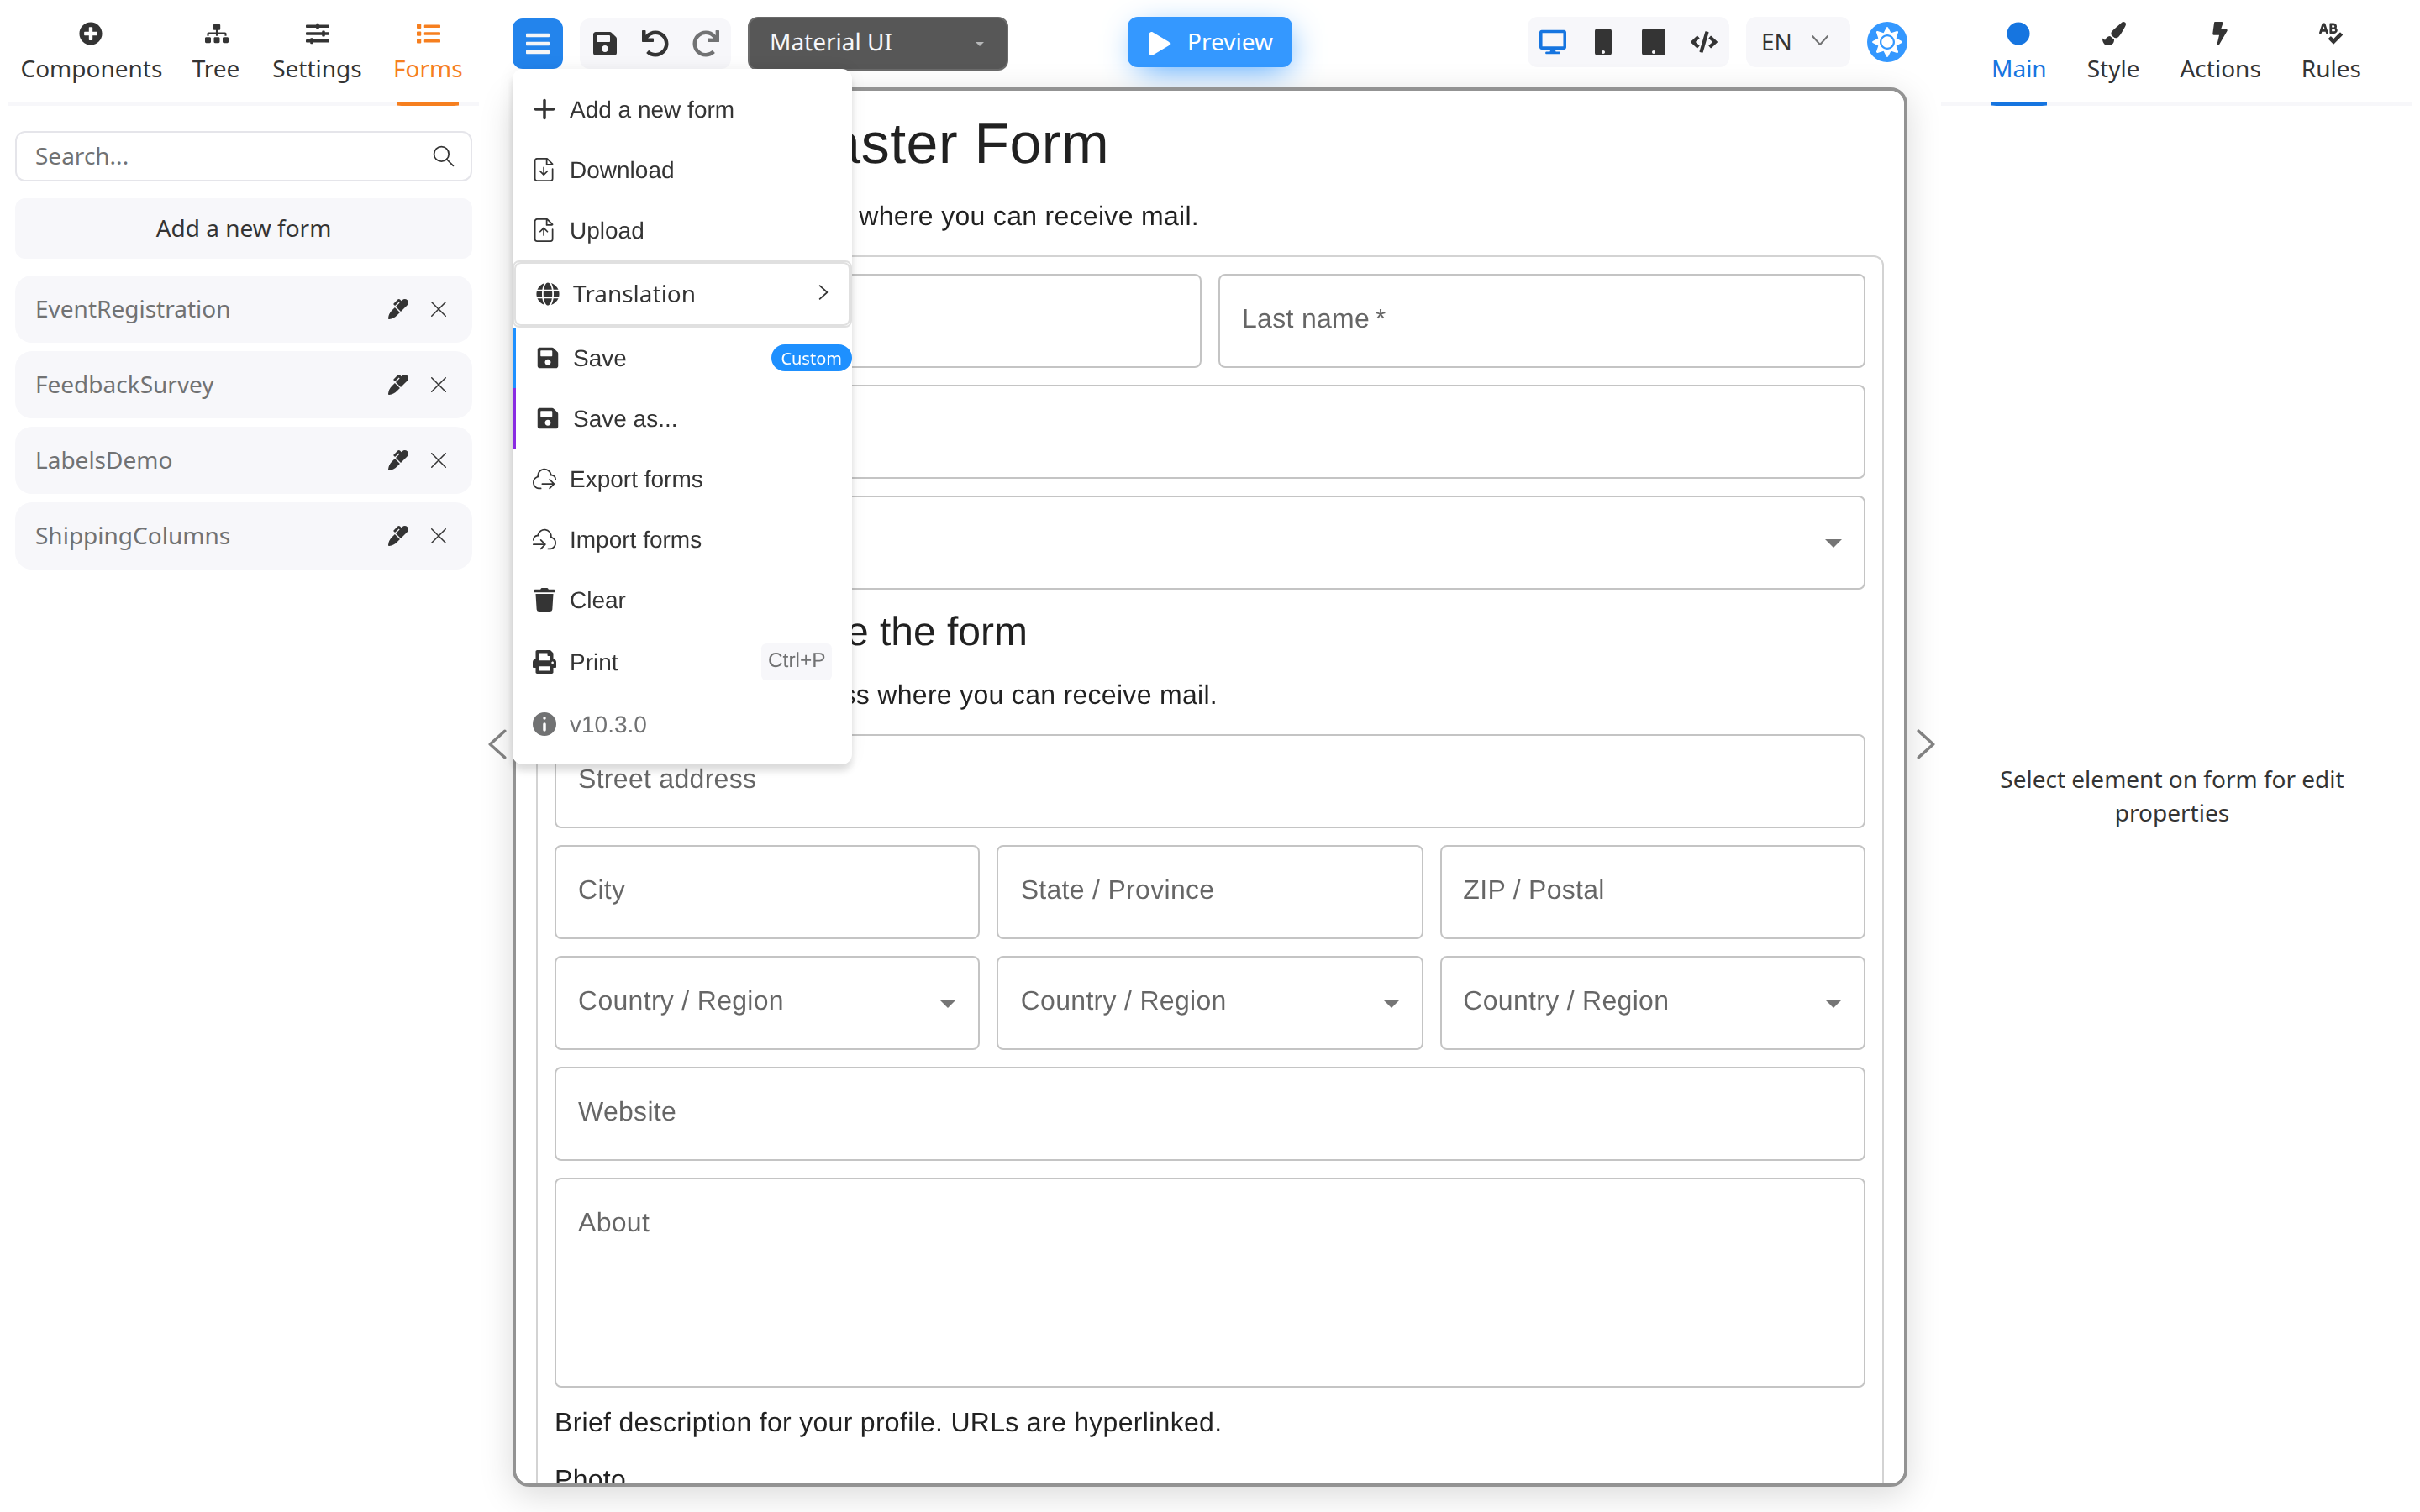 Components Tree Settings Forms
Material UI
Preview
EN
Main Style Actions Rules
Search...
Add a new form
EventRegistration
FeedbackSurvey
LabelsDemo
ShippingColumns
Add a new form
Download
Upload
Translation
Save Custom
Save as...
Export forms
Import forms
Clear
Print Ctrl+P
v10.3.0
Form
where you can receive mail.
Last name *
the form
where you can receive mail.
Street address
City State / Province ZIP / Postal
Country / Region Country / Region Country / Region
Website
About
Brief description for your profile. URLs are hyperlinked.
Photo
Select element on form for edit
properties